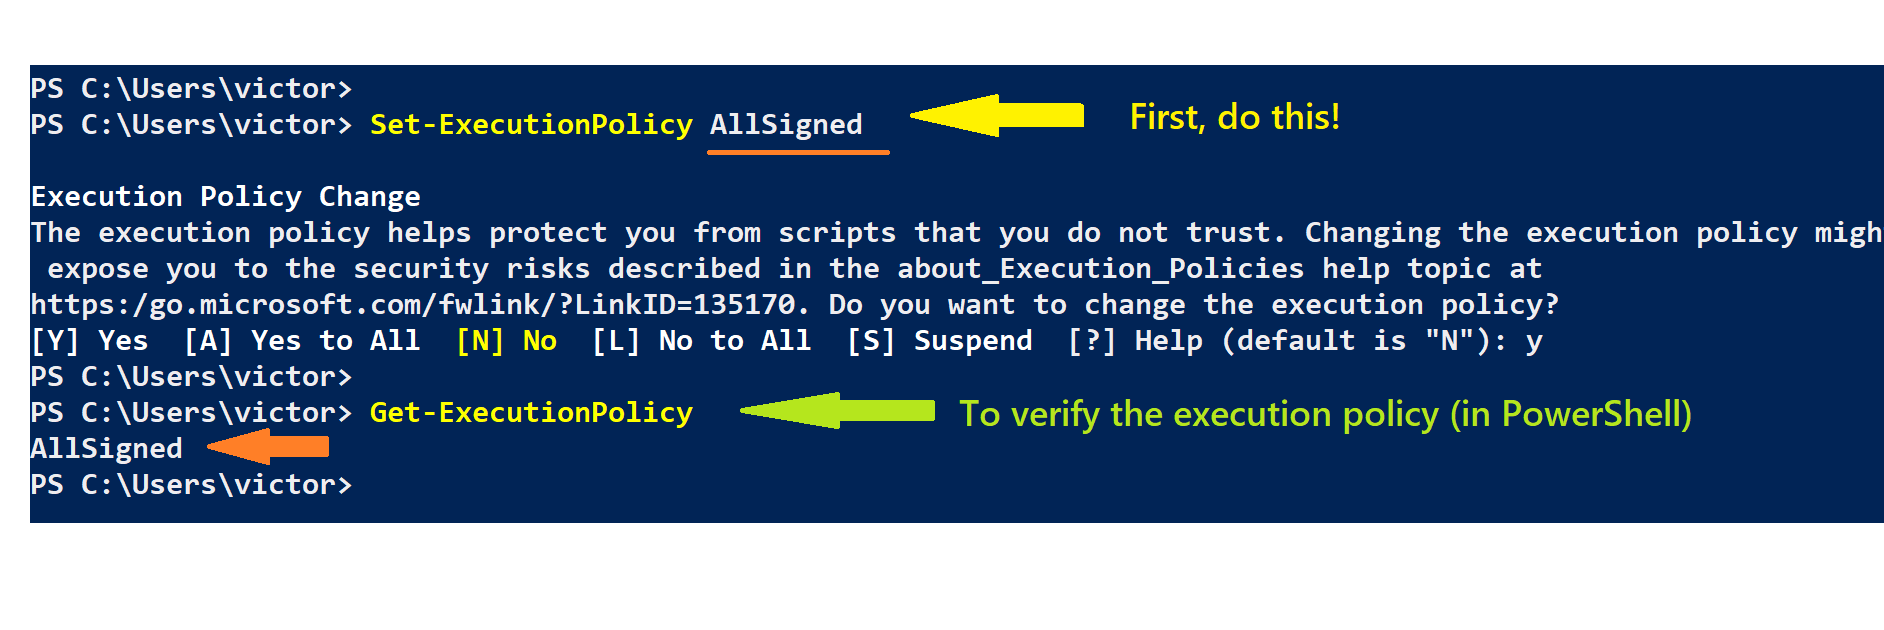 PS C:\Users\victor>
PS C:\Users\victor> Set-ExecutionPolicy AllSigned
First, do this!
Execution Policy Change
The execution policy helps protect you from scripts that you do not trust. Changing the execution policy migh
expose you to the security risks described in the about_Execution_Policies help topic at
https:/go.microsoft.com/fwlink/?LinkID=135170. Do you want to change the execution policy?
[Y] Yes  [A] Yes to All  [N] No  [L] No to All  [S] Suspend  [?] Help (default is "N"): y
PS C:\Users\victor>
PS C:\Users\victor> Get-ExecutionPolicy
To verify the execution policy (in PowerShell)
AllSigned
PS C:\Users\victor>